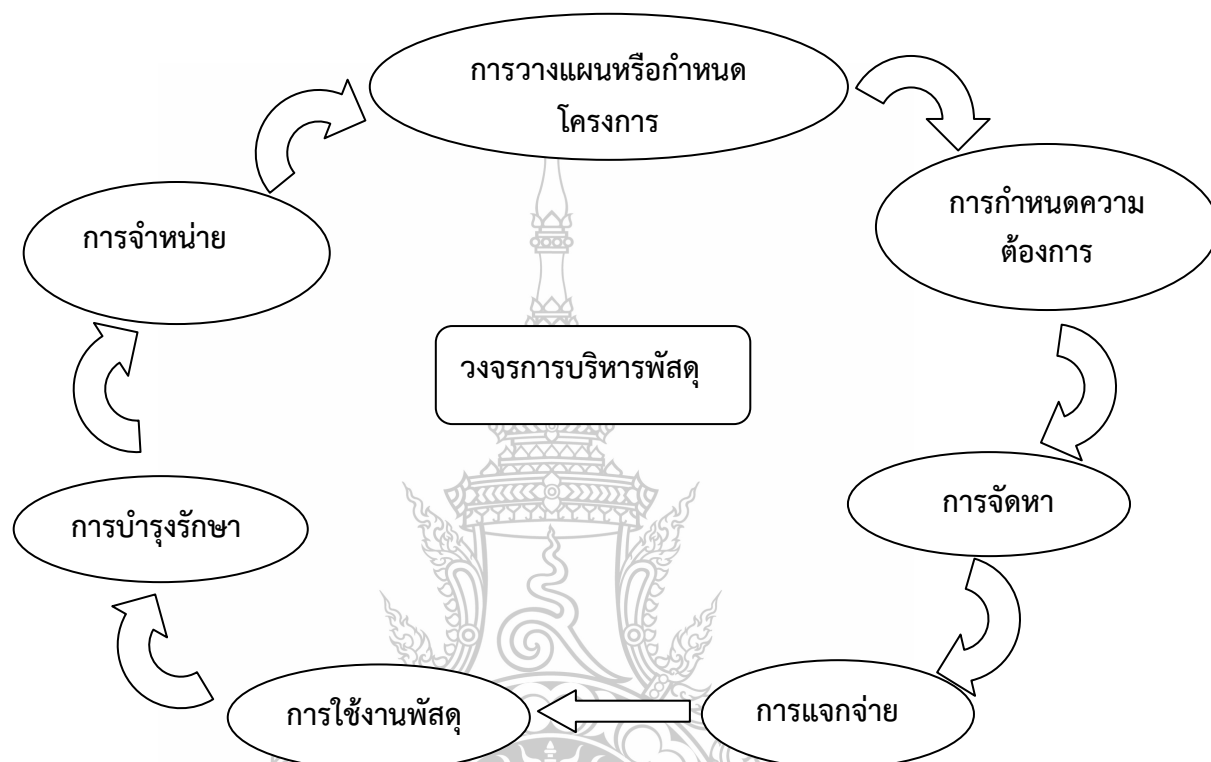 การวางแผนหรือกำหนด
โครงการ
การกำหนดความ
ต้องการ
การจัดหา
การแจกจ่าย
การใช้งานพัสดุ
การบำรุงรักษา
การจำหน่าย
วงจรการบริหารพัสดุ